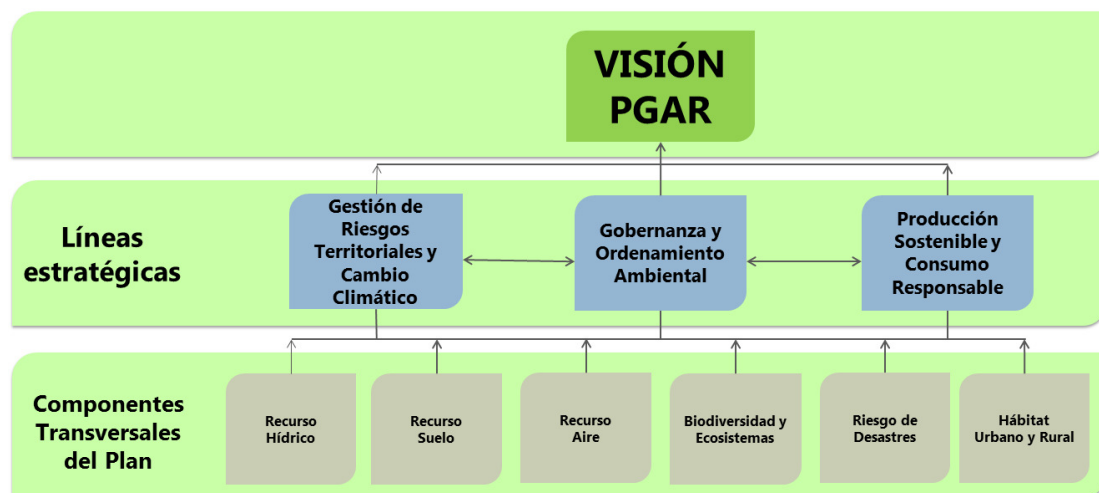 VISIÓN
PGAR
Líneas
estratégicas
Gestión de
Riesgos
Territoriales y
Cambio
Climático
Gobernanza y
Ordenamiento
Ambiental
Producción
Sostenible y
Consumo
Responsable
Componentes
Transversales
del Plan
Recurso
Hídrico
Recurso
Suelo
Recurso
Aire
Biodiversidad y
Ecosistemas
Riesgo de
Desastres
Hábitat
Urbano y Rural